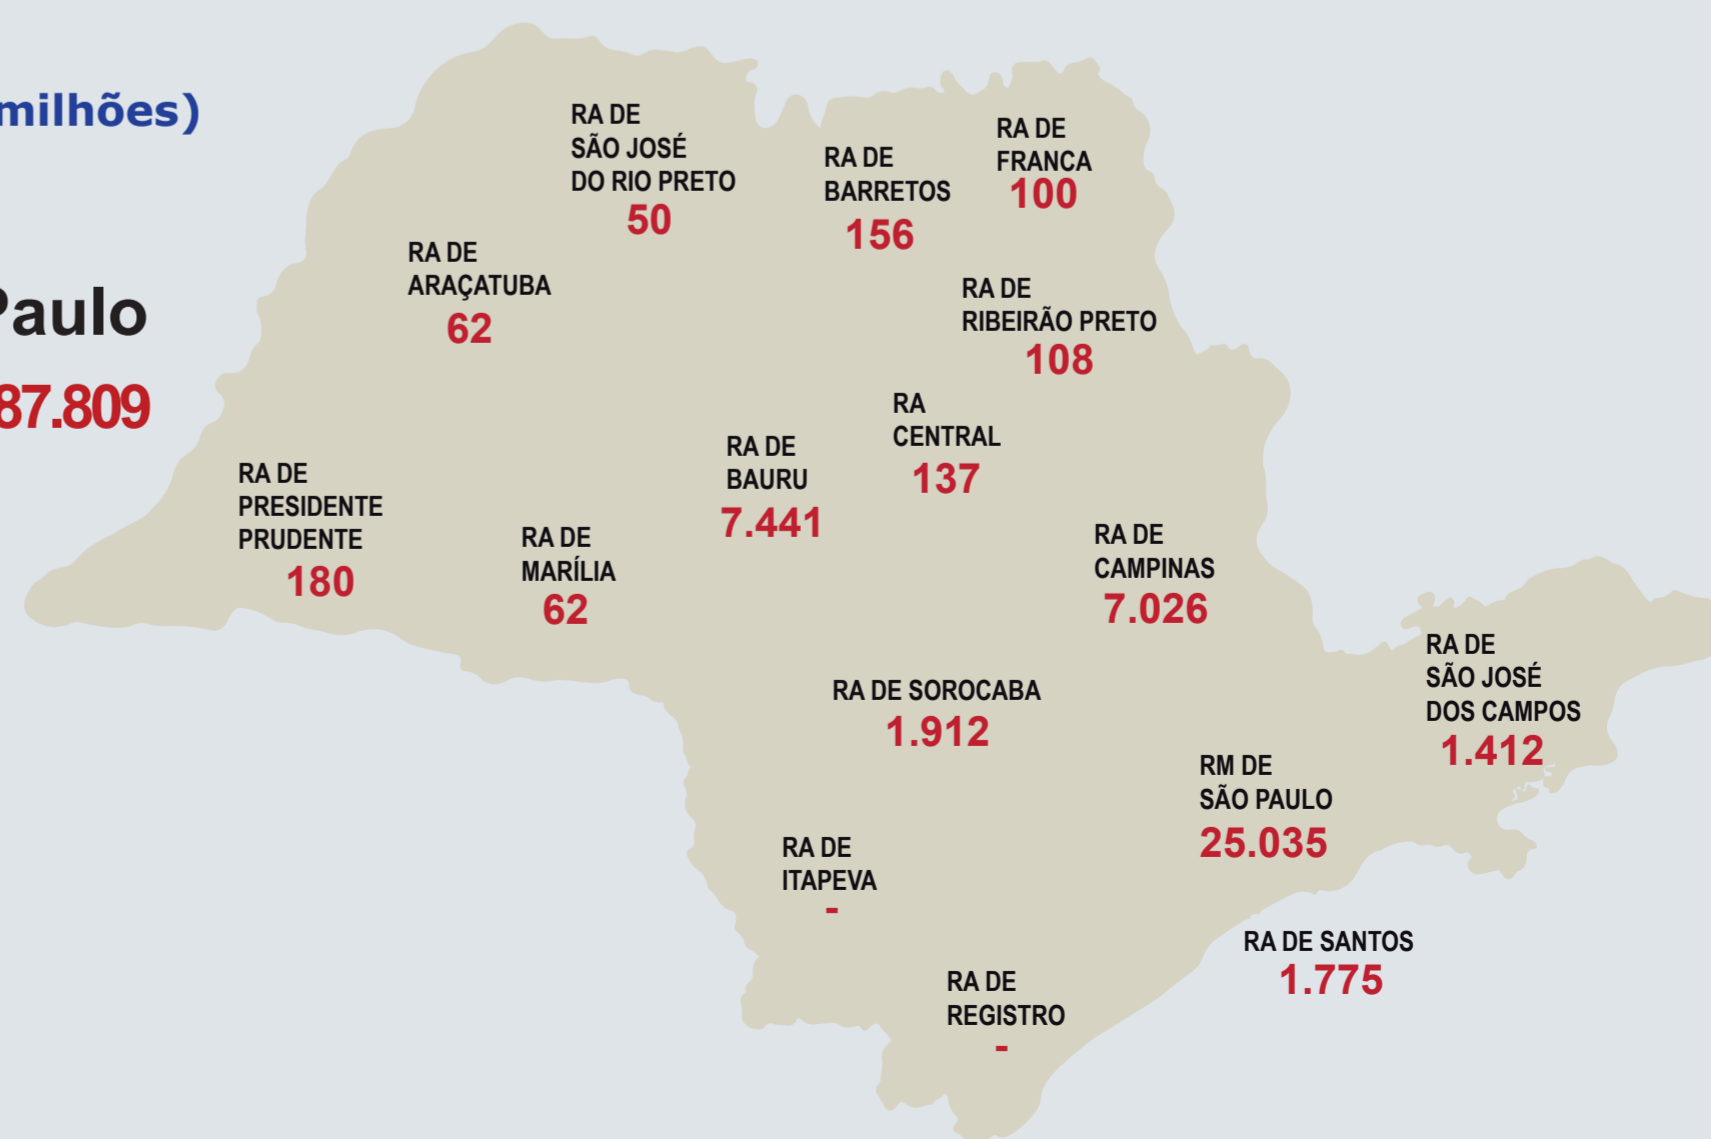 milhões)
Paulo
87.809
RA DE
SÃO JOSÉ
DO RIO PRETO
50
RA DE
BARRETOS
156
RA DE
FRANCA
100
RA DE
ARAÇATUBA
62
RA DE
RIBEIRÃO PRETO
108
RA
CENTRAL
137
RA DE
BAURU
7.441
RA DE
PRESIDENTE
PRUDENTE
180
RA DE
MARÍLIA
62
RA DE
CAMPINAS
7.026
RA DE
SÃO JOSÉ
DOS CAMPOS
1.412
RA DE SOROCABA
1.912
RM DE
SÃO PAULO
25.035
RA DE
ITAPEVA
-
RA DE SANTOS
1.775
RA DE
REGISTRO
-